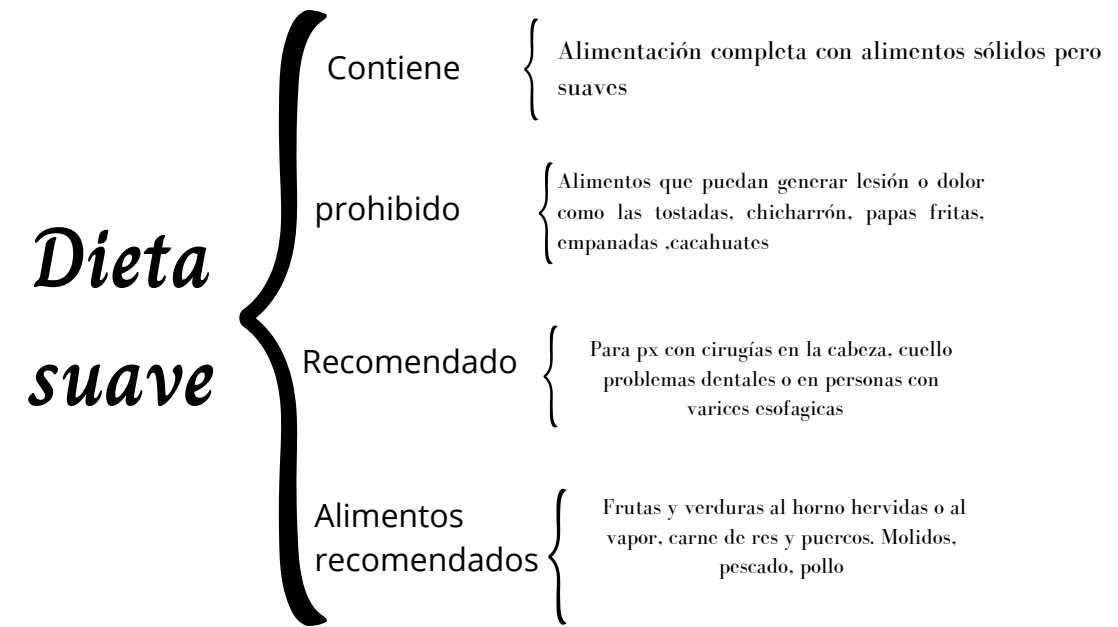 Dieta
suave
Contiene
Alimentación completa con alimentos sólidos pero
suaves
prohibido
Alimentos que puedan generar lesión o dolor
como las tostadas, chicharrón, papas fritas,
empanadas ,cacahuates
Recomendado
Para px con cirugías en la cabeza, cuello
problemas dentales o en personas con
varices esofagicas
Alimentos
recomendados
Frutas y verduras al horno hervidas o al
vapor, carne de res y puercos. Molidos,
pescado, pollo